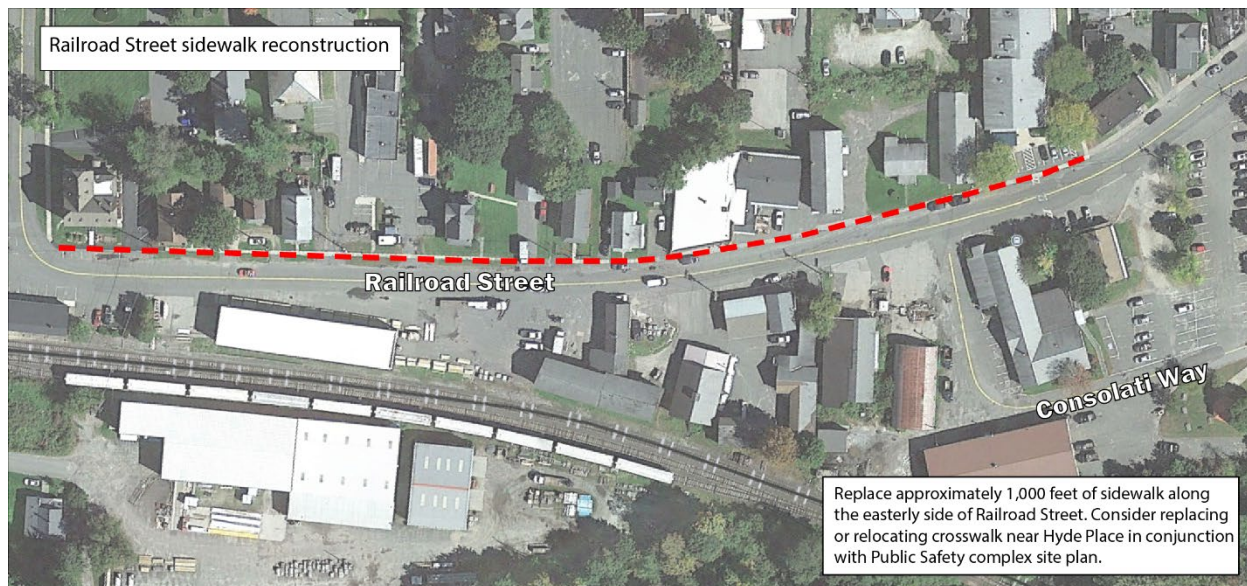 Railroad Street sidewalk reconstruction
Railroad Street
Consolati Way
Replace approximately 1,000 feet of sidewalk along
the easterly side of Railroad Street. Consider replacing
or relocating crosswalk near Hyde Place in conjunction
with Public Safety complex site plan.